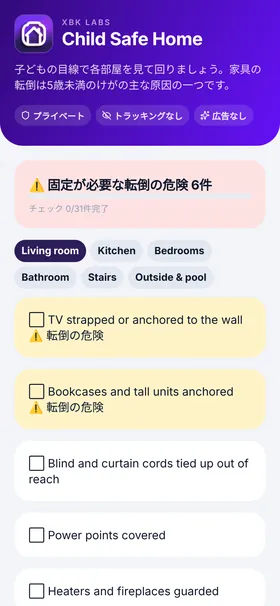 XBK LABS
Child Safe Home
子どもの目線で各部屋を見て回りましょう。家具の
転倒は5歳未満のけがの主な原因の一つです。
プライベート トラッキングなし 広告なし
⚠️ 固定が必要な転倒の危険 6件
チェック 0/31件完了
Living room Kitchen Bedrooms
Bathroom Stairs Outside & pool
TV strapped or anchored to the wall
⚠️ 転倒の危険
Bookcases and tall units anchored
⚠️ 転倒の危険
Blind and curtain cords tied up out of
reach
Power points covered
Heaters and fireplaces guarded